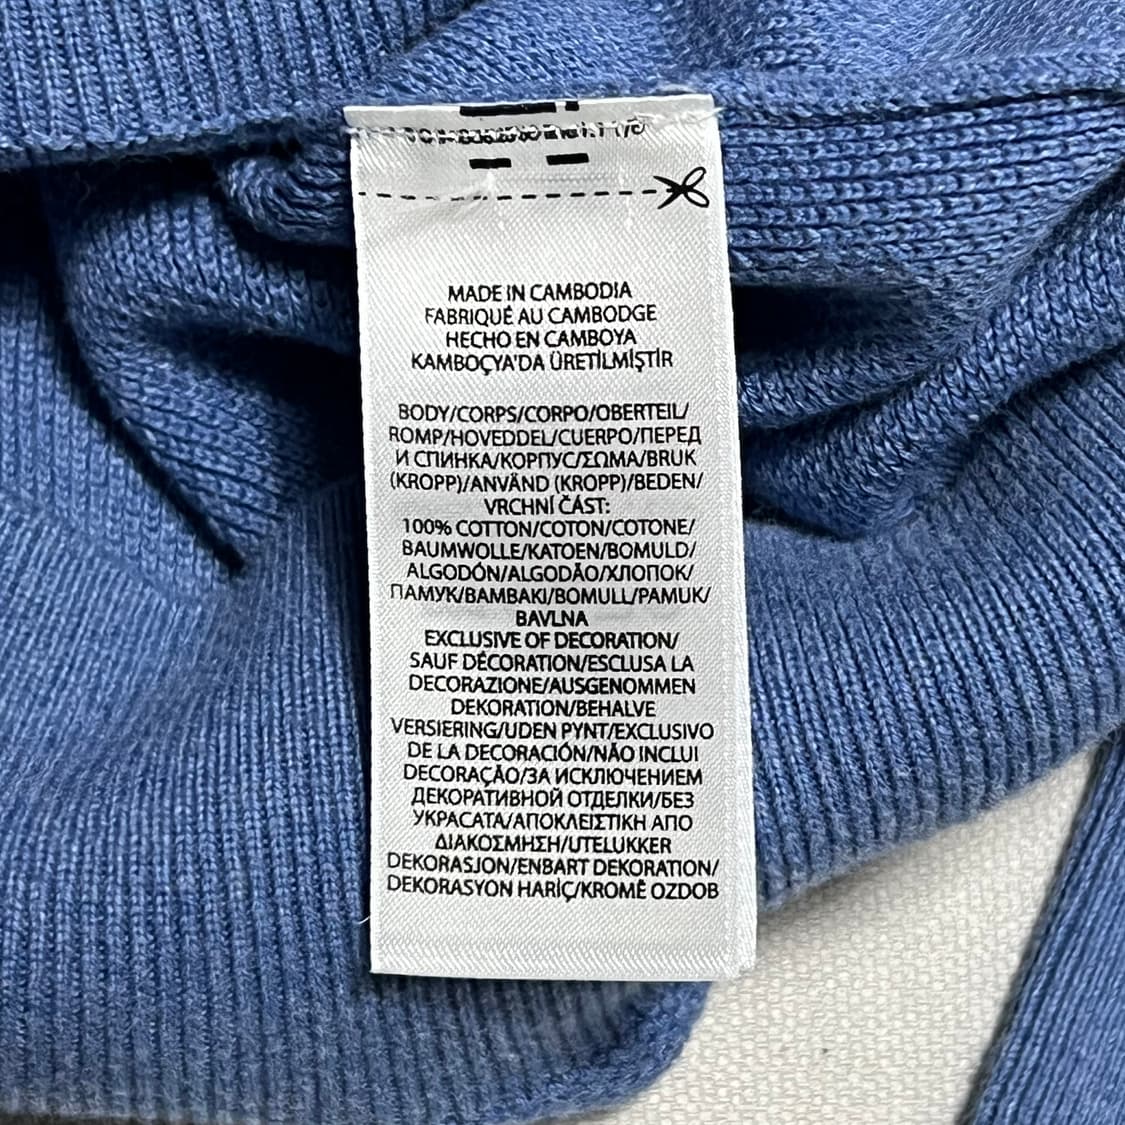 MADE IN CAMBODIA
FABRIQUÉ AU CAMBODGE
HECHO EN CAMBOYA
KAMBOÇYA'DA ÜRETİLMİŞTİR
BODY/CORPS/CORPO/OBERTEIL/
ROMP/HOVEDDEL/CUERPO/ПЕРЕД
И СПИНКА/КОРПУС/ΣΩΜΑ/BRUK
(KROPP)/ANVÄND (KROPP)/BEDEN/
VRCHNÍ ČÁST:
100% COTTON/COTON/COTONE/
BAUMWOLLE/KATOEN/BOMULD/
ALGODÓN/ALGODÃO/ХЛОПОК/
ПАМУК/BAMBAKI/BOMULL/PAMUK/
BAVLNA
EXCLUSIVE OF DECORATION/
SAUF DÉCORATION/ESCLUSA LA
DECORAZIONE/AUSGENOMMEN
DEKORATION/BEHALVE
VERSIERING/UDEN PYNT/EXCLUSIVO
DE LA DECORACIÓN/NÃO INCLUI
DECORAÇÃO/ЗА ИСКЛЮЧЕНИЕМ
ДЕКОРАТИВНОЙ ОТДЕЛКИ/БЕЗ
УКРАСАТА/ΑΠΟΚΛΕΙΣΤΙΚΗ ΑΠΟ
ΔΙΑΚΟΣΜΗΣΗ/UTELUKKER
DEKORASJON/ENBART DEKORATION/
DEKORASYON HARİÇ/KROMĚ OZDOB